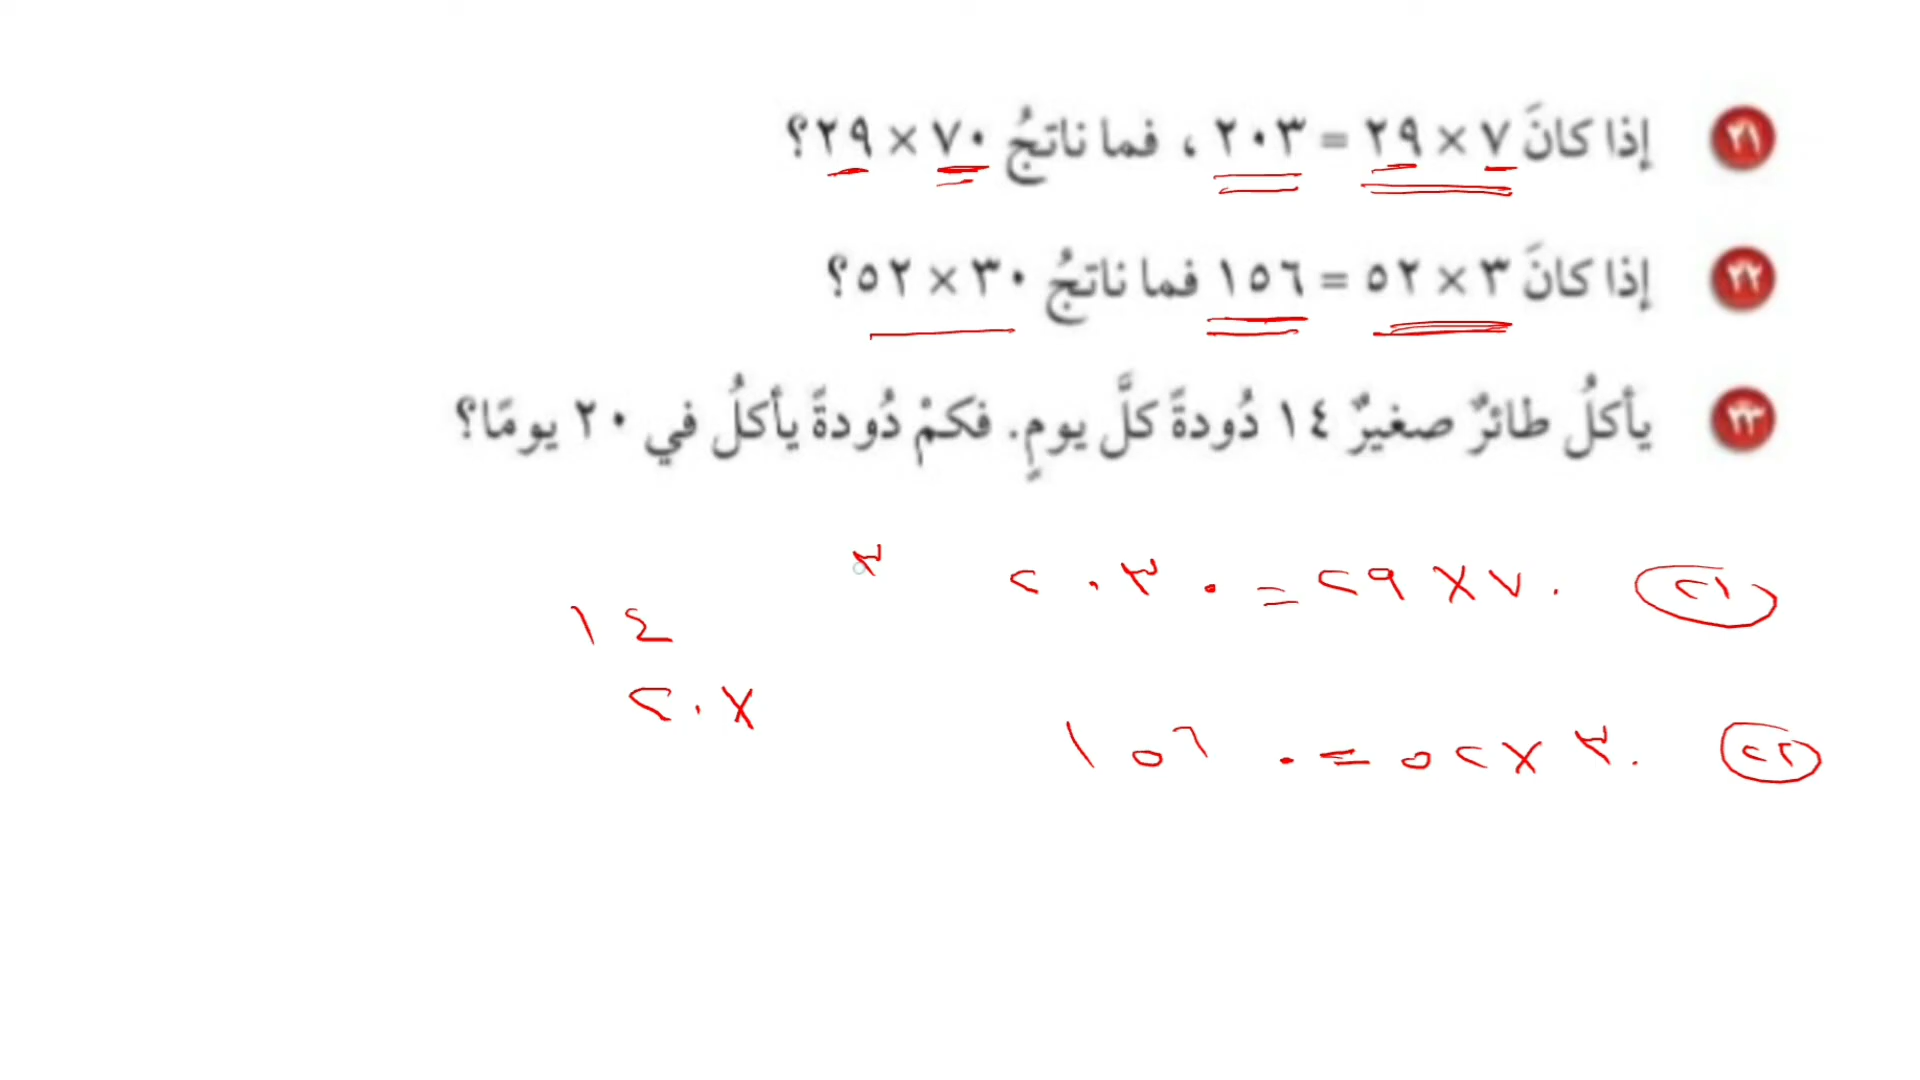 ٢١ إذا كانَ ٧ × ٢٩ = ٢٠٣ ، فما ناتجُ ٧٠ × ٢٩؟
٢٢ إذا كانَ ٣ × ٥٢ = ١٥٦ فما ناتجُ ٣٠ × ٥٢؟
٢٣ يأكلُ طائرٌ صغيرٌ ١٤ دُودةً كلَّ يومٍ. فكمْ دُودةً يأكلُ في ٢٠ يومًا؟
٢١ ٧٠ × ٢٩ = ٢٠٣٠
٢٢ ٣٠ × ٥٢ = ١٥٦٠
٣
١٤
× ٢٠